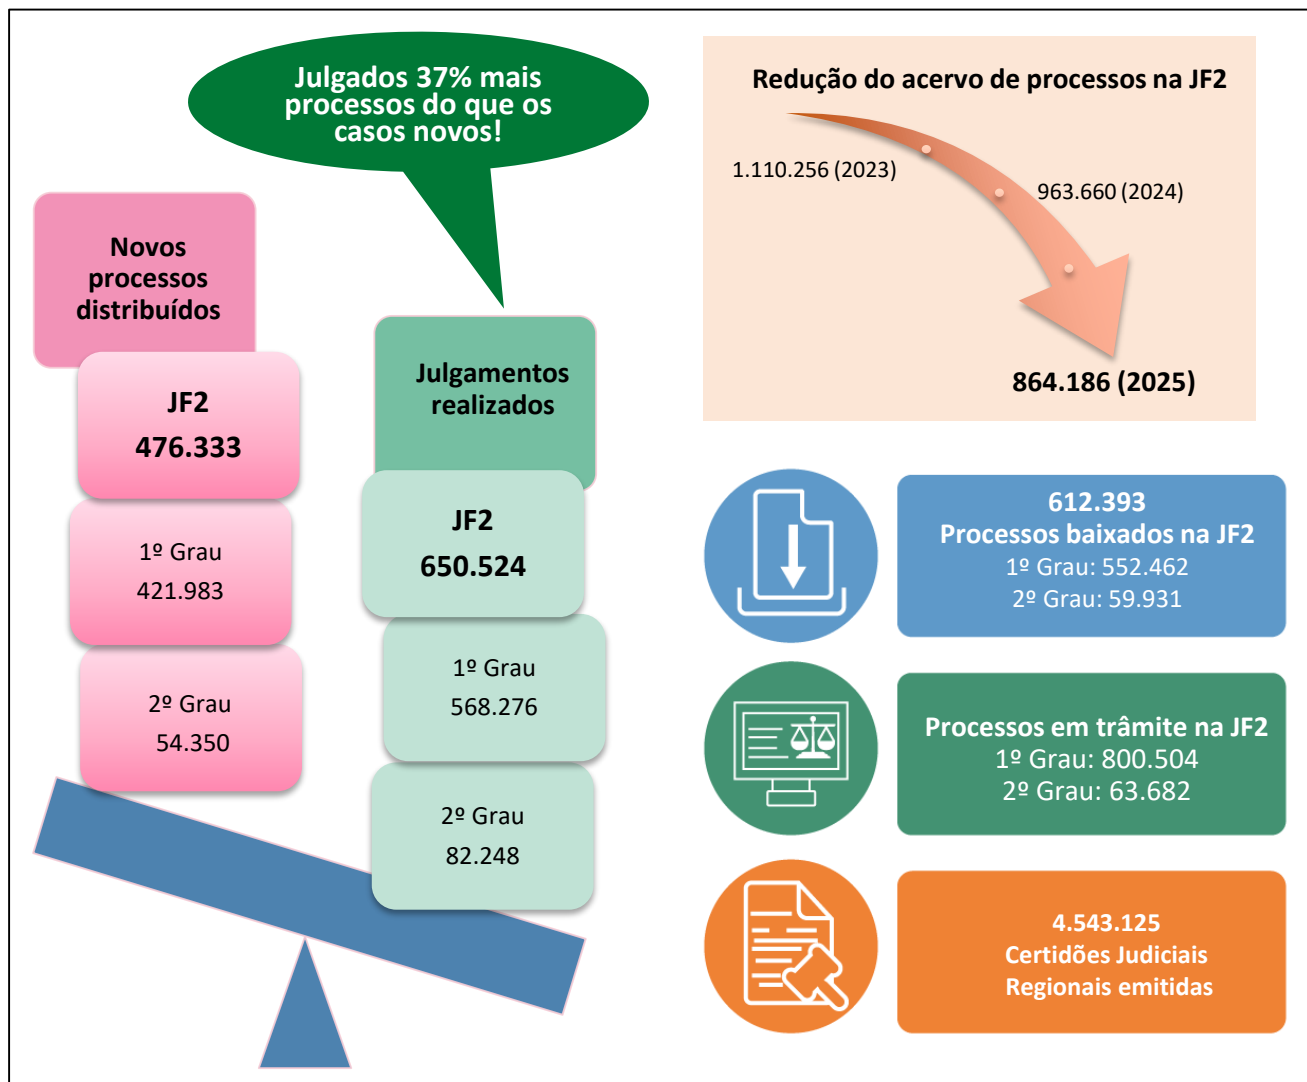 Julgados 37% mais
processos do que os
casos novos!
Novos
processos
distribuídos
JF2
476.333
1º Grau
421.983
2º Grau
54.350
Julgamentos
realizados
JF2
650.524
1º Grau
568.276
2º Grau
82.248
Redução do acervo de processos na JF2
1.110.256 (2023)
963.660 (2024)
864.186 (2025)
612.393
Processos baixados na JF2
1º Grau: 552.462
2º Grau: 59.931
Processos em trâmite na JF2
1º Grau: 800.504
2º Grau: 63.682
4.543.125
Certidões Judiciais
Regionais emitidas